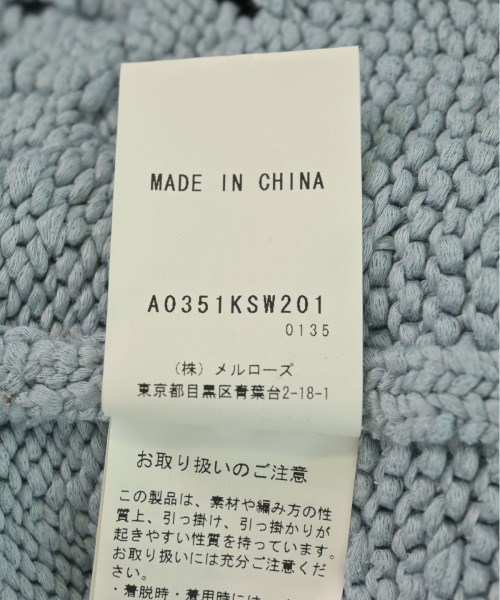 MADE IN CHINA
A0351KSW201
0135
(株) メルローズ
東京都目黒区青葉台2-18-1
お取り扱いのご注意
この製品は、素材や編み方の性
質上、引っ掛け、引っ掛かりが
起きやすい性質を持っています。
お取り扱いには充分ご注意くだ
さい。
・着脱時・着用時には